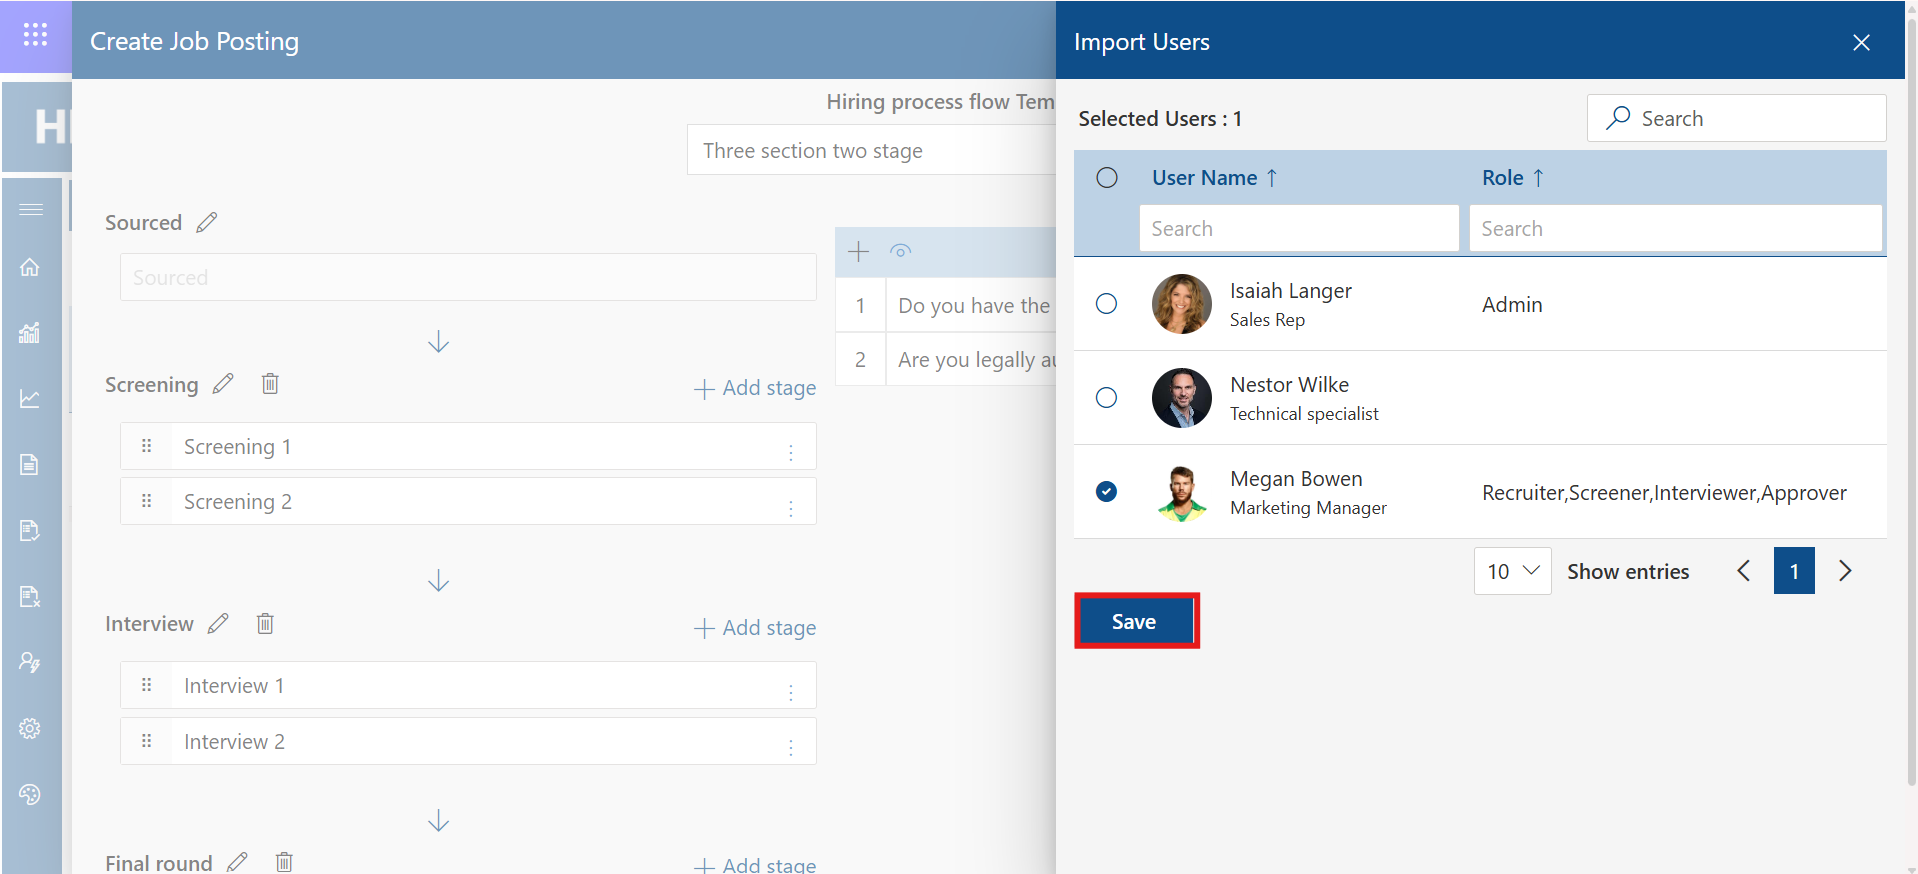 Create Job Posting
Hiring process flow Tem
Three section two stage
Sourced
Sourced
1 Do you have the
2 Are you legally au
Screening
Add stage
Screening 1
Screening 2
Interview
Add stage
Interview 1
Interview 2
Final round
Add stage
Import Users
Selected Users : 1
Search
User Name ↑ Role ↑
Search Search
Isaiah Langer
Sales Rep
Admin
Nestor Wilke
Technical specialist
Megan Bowen
Marketing Manager
Recruiter,Screener,Interviewer,Approver
10 Show entries 1
Save